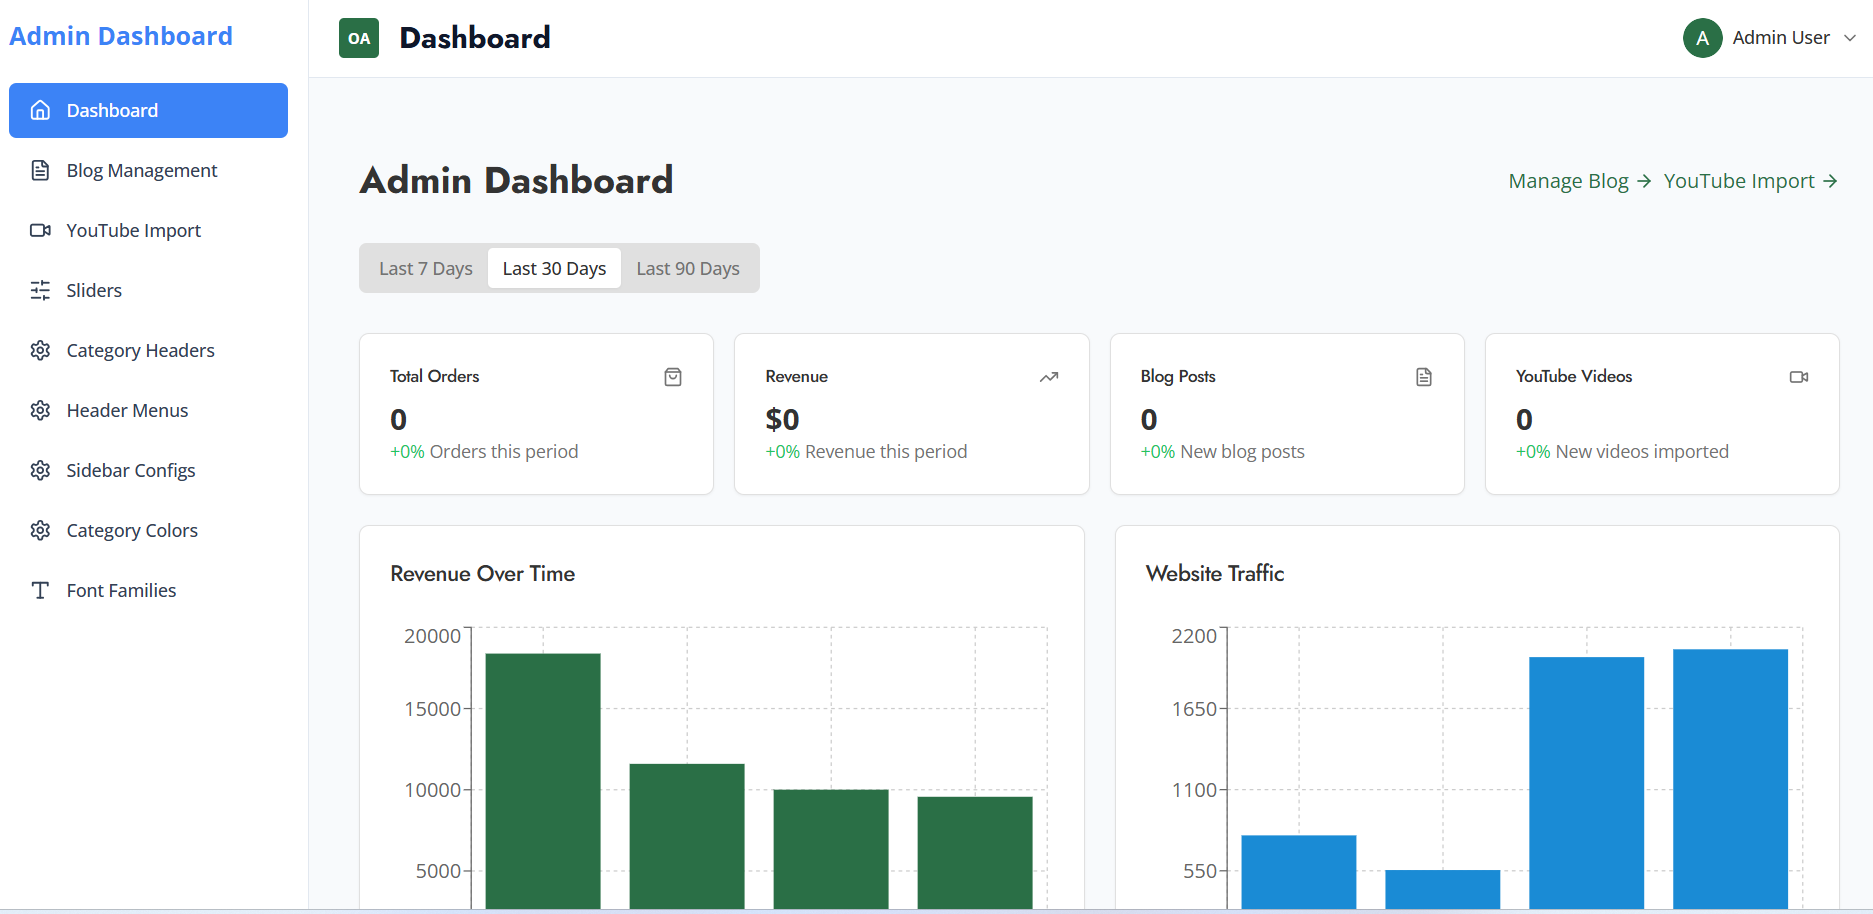 Admin Dashboard
Dashboard
Blog Management
YouTube Import
Sliders
Category Headers
Header Menus
Sidebar Configs
Category Colors
Font Families
OA
Dashboard
A
Admin User
Admin Dashboard
Manage Blog → YouTube Import →
Last 7 Days Last 30 Days Last 90 Days
Total Orders
0
+0% Orders this period
Revenue
$0
+0% Revenue this period
Blog Posts
0
+0% New blog posts
YouTube Videos
0
+0% New videos imported
Revenue Over Time
20000
15000
10000
5000
Website Traffic
2200
1650
1100
550